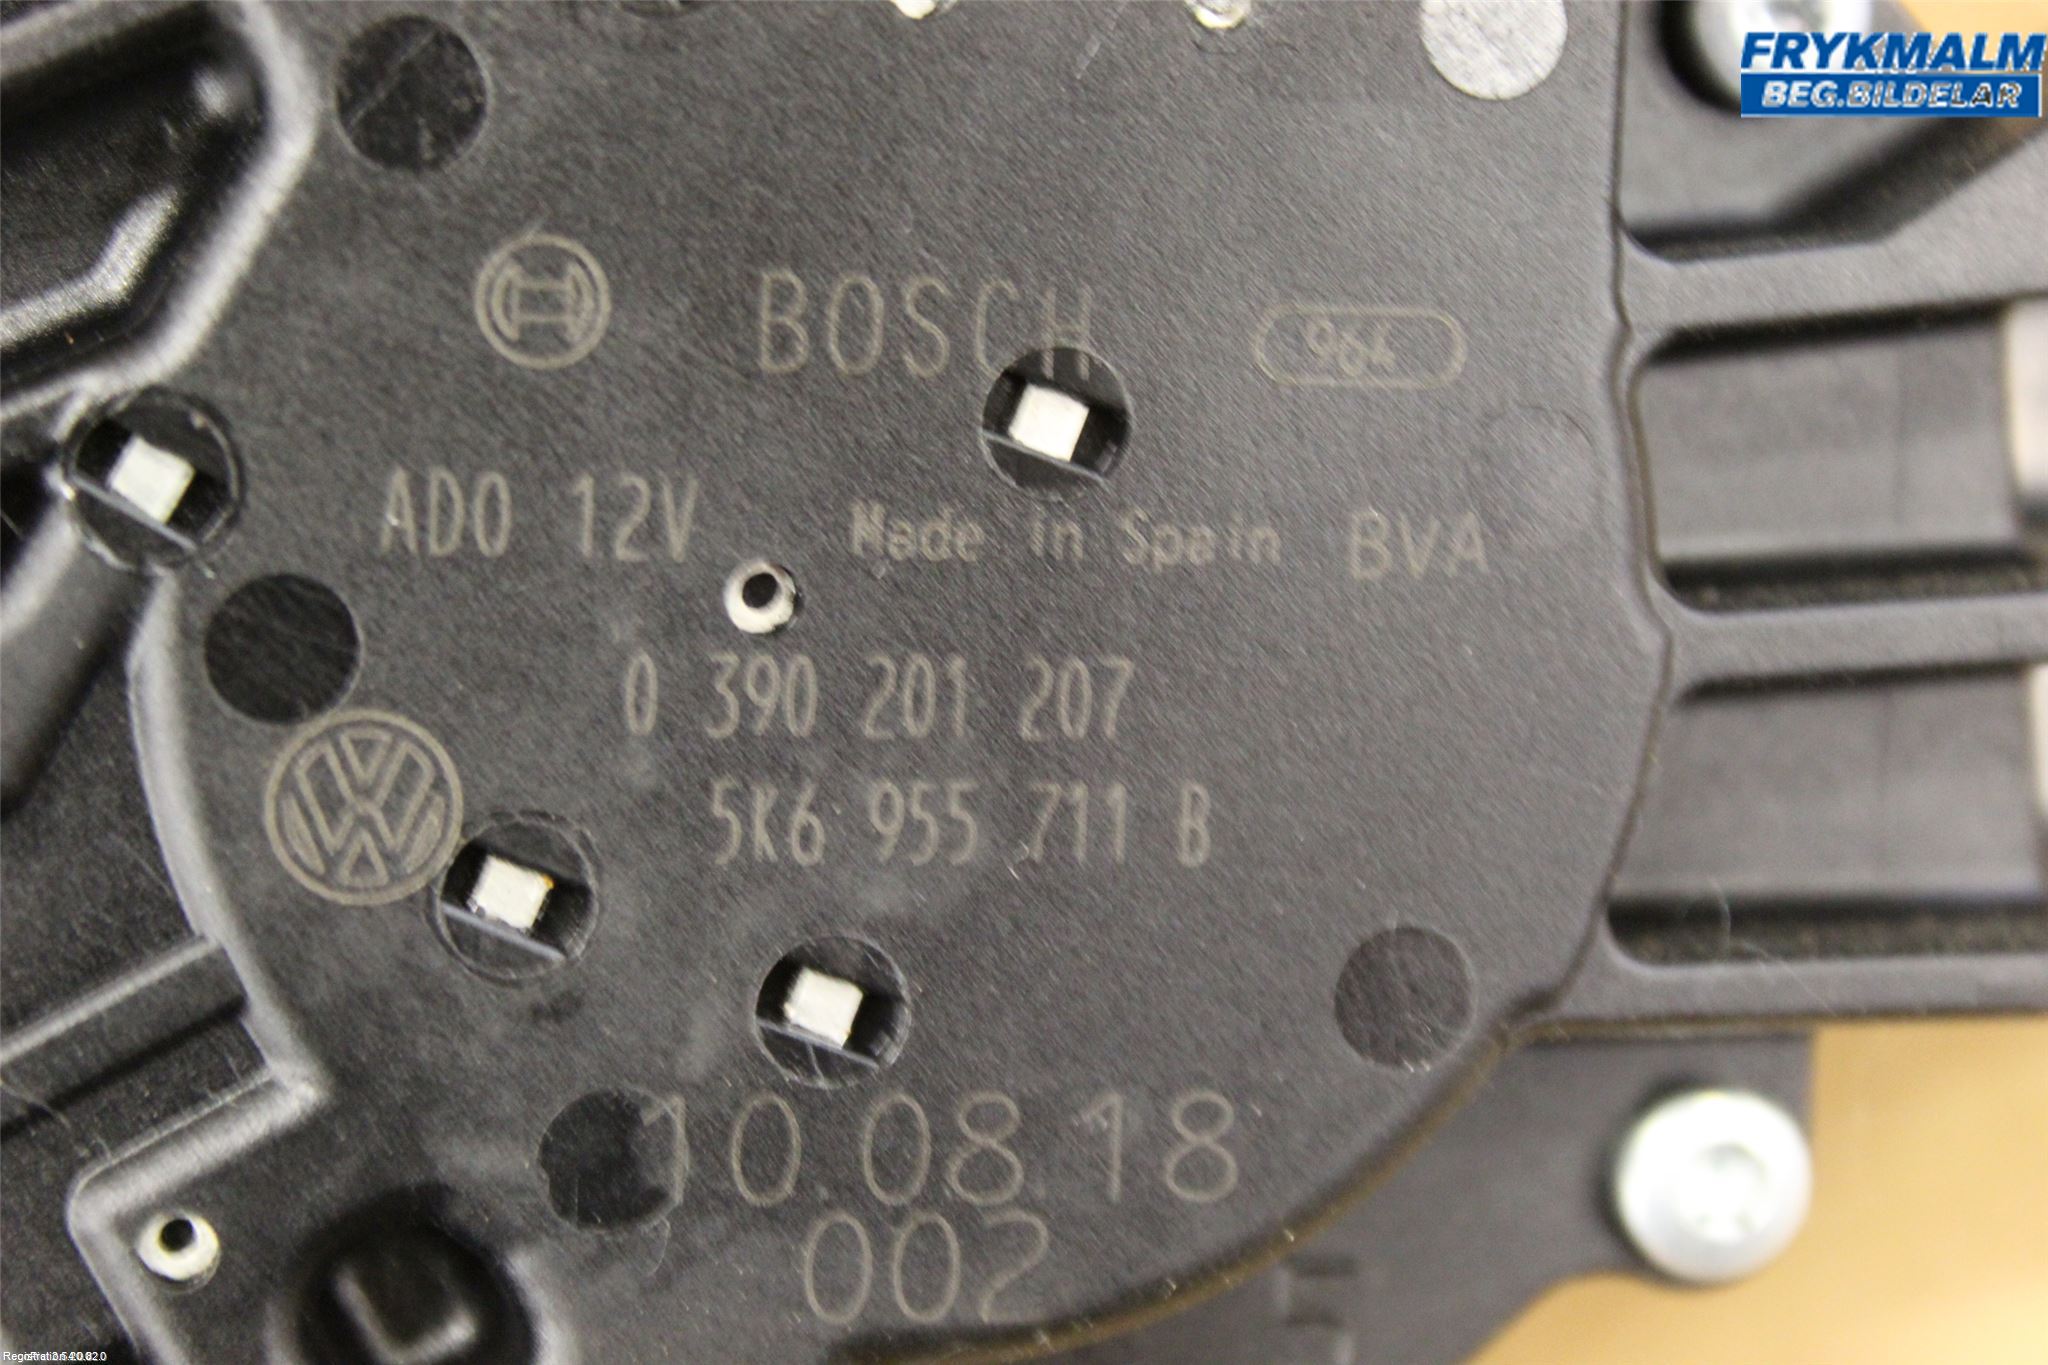 FRYKMALM
BEG.BILDELAR
BOSCH 964
AD0 12V Made in Spain BVA
0 390 201 207
5K6 955 711 B
10.08.18
002